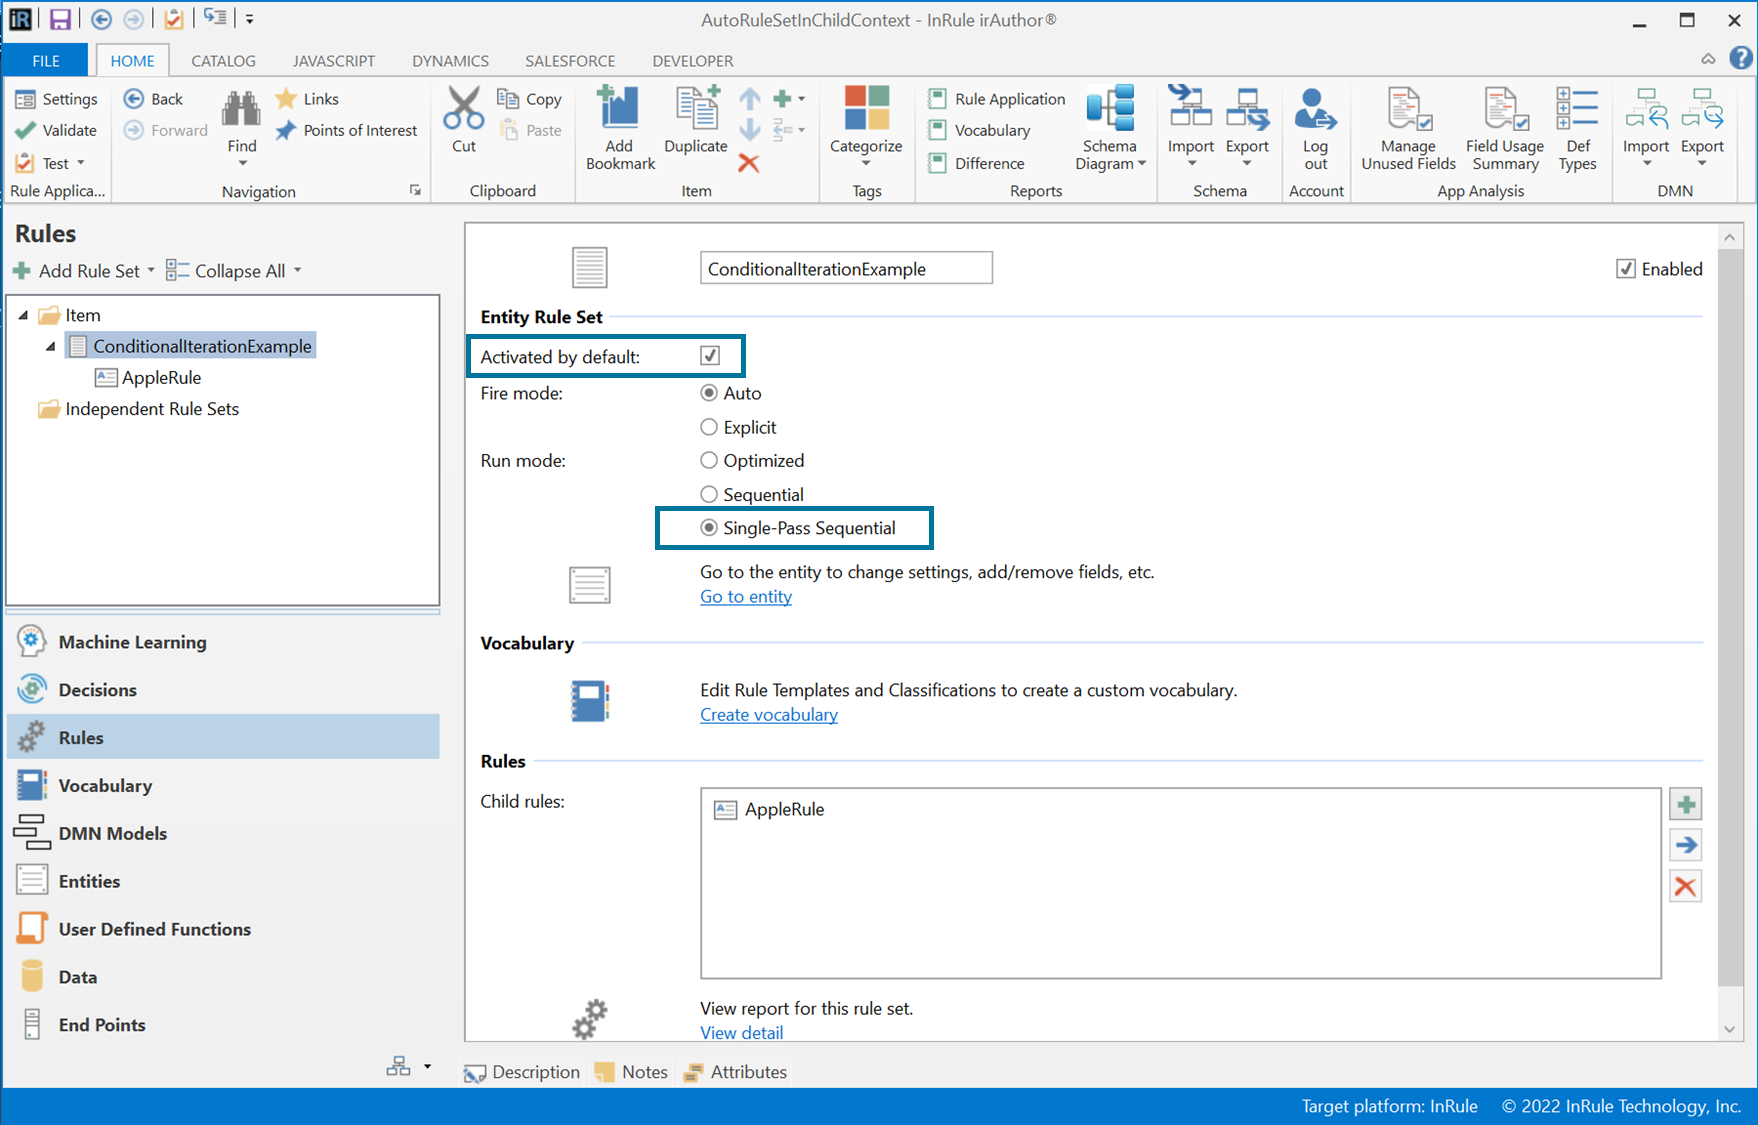 iR
AutoRuleSetInChildContext - InRule irAuthor®
FILE HOME CATALOG JAVASCRIPT DYNAMICS SALESFORCE DEVELOPER
?
Settings
Validate
Test
Rule Applica...
Back
Forward
Find
Links
Points of Interest
Navigation
Cut
Copy
Paste
Clipboard
Add
Bookmark
Duplicate
Item
Categorize
Tags
Rule Application
Vocabulary
Difference
Schema
Diagram
Reports
Import
Export
Schema
Log
out
Account
Manage
Unused Fields
Field Usage
Summary
Def
Types
App Analysis
Import
Export
DMN
Rules
Add Rule Set
Collapse All
Item
ConditionalIterationExample
AppleRule
Independent Rule Sets
Machine Learning
Decisions
Rules
Vocabulary
DMN Models
Entities
User Defined Functions
Data
End Points
ConditionalIterationExample
Enabled
Entity Rule Set
Activated by default:
Fire mode:
Auto
Explicit
Run mode:
Optimized
Sequential
Single-Pass Sequential
Go to the entity to change settings, add/remove fields, etc.
Go to entity
Vocabulary
Edit Rule Templates and Classifications to create a custom vocabulary.
Create vocabulary
Rules
Child rules:
AppleRule
View report for this rule set.
View detail
Description
Notes
Attributes
Target platform: InRule
© 2022 InRule Technology, Inc.